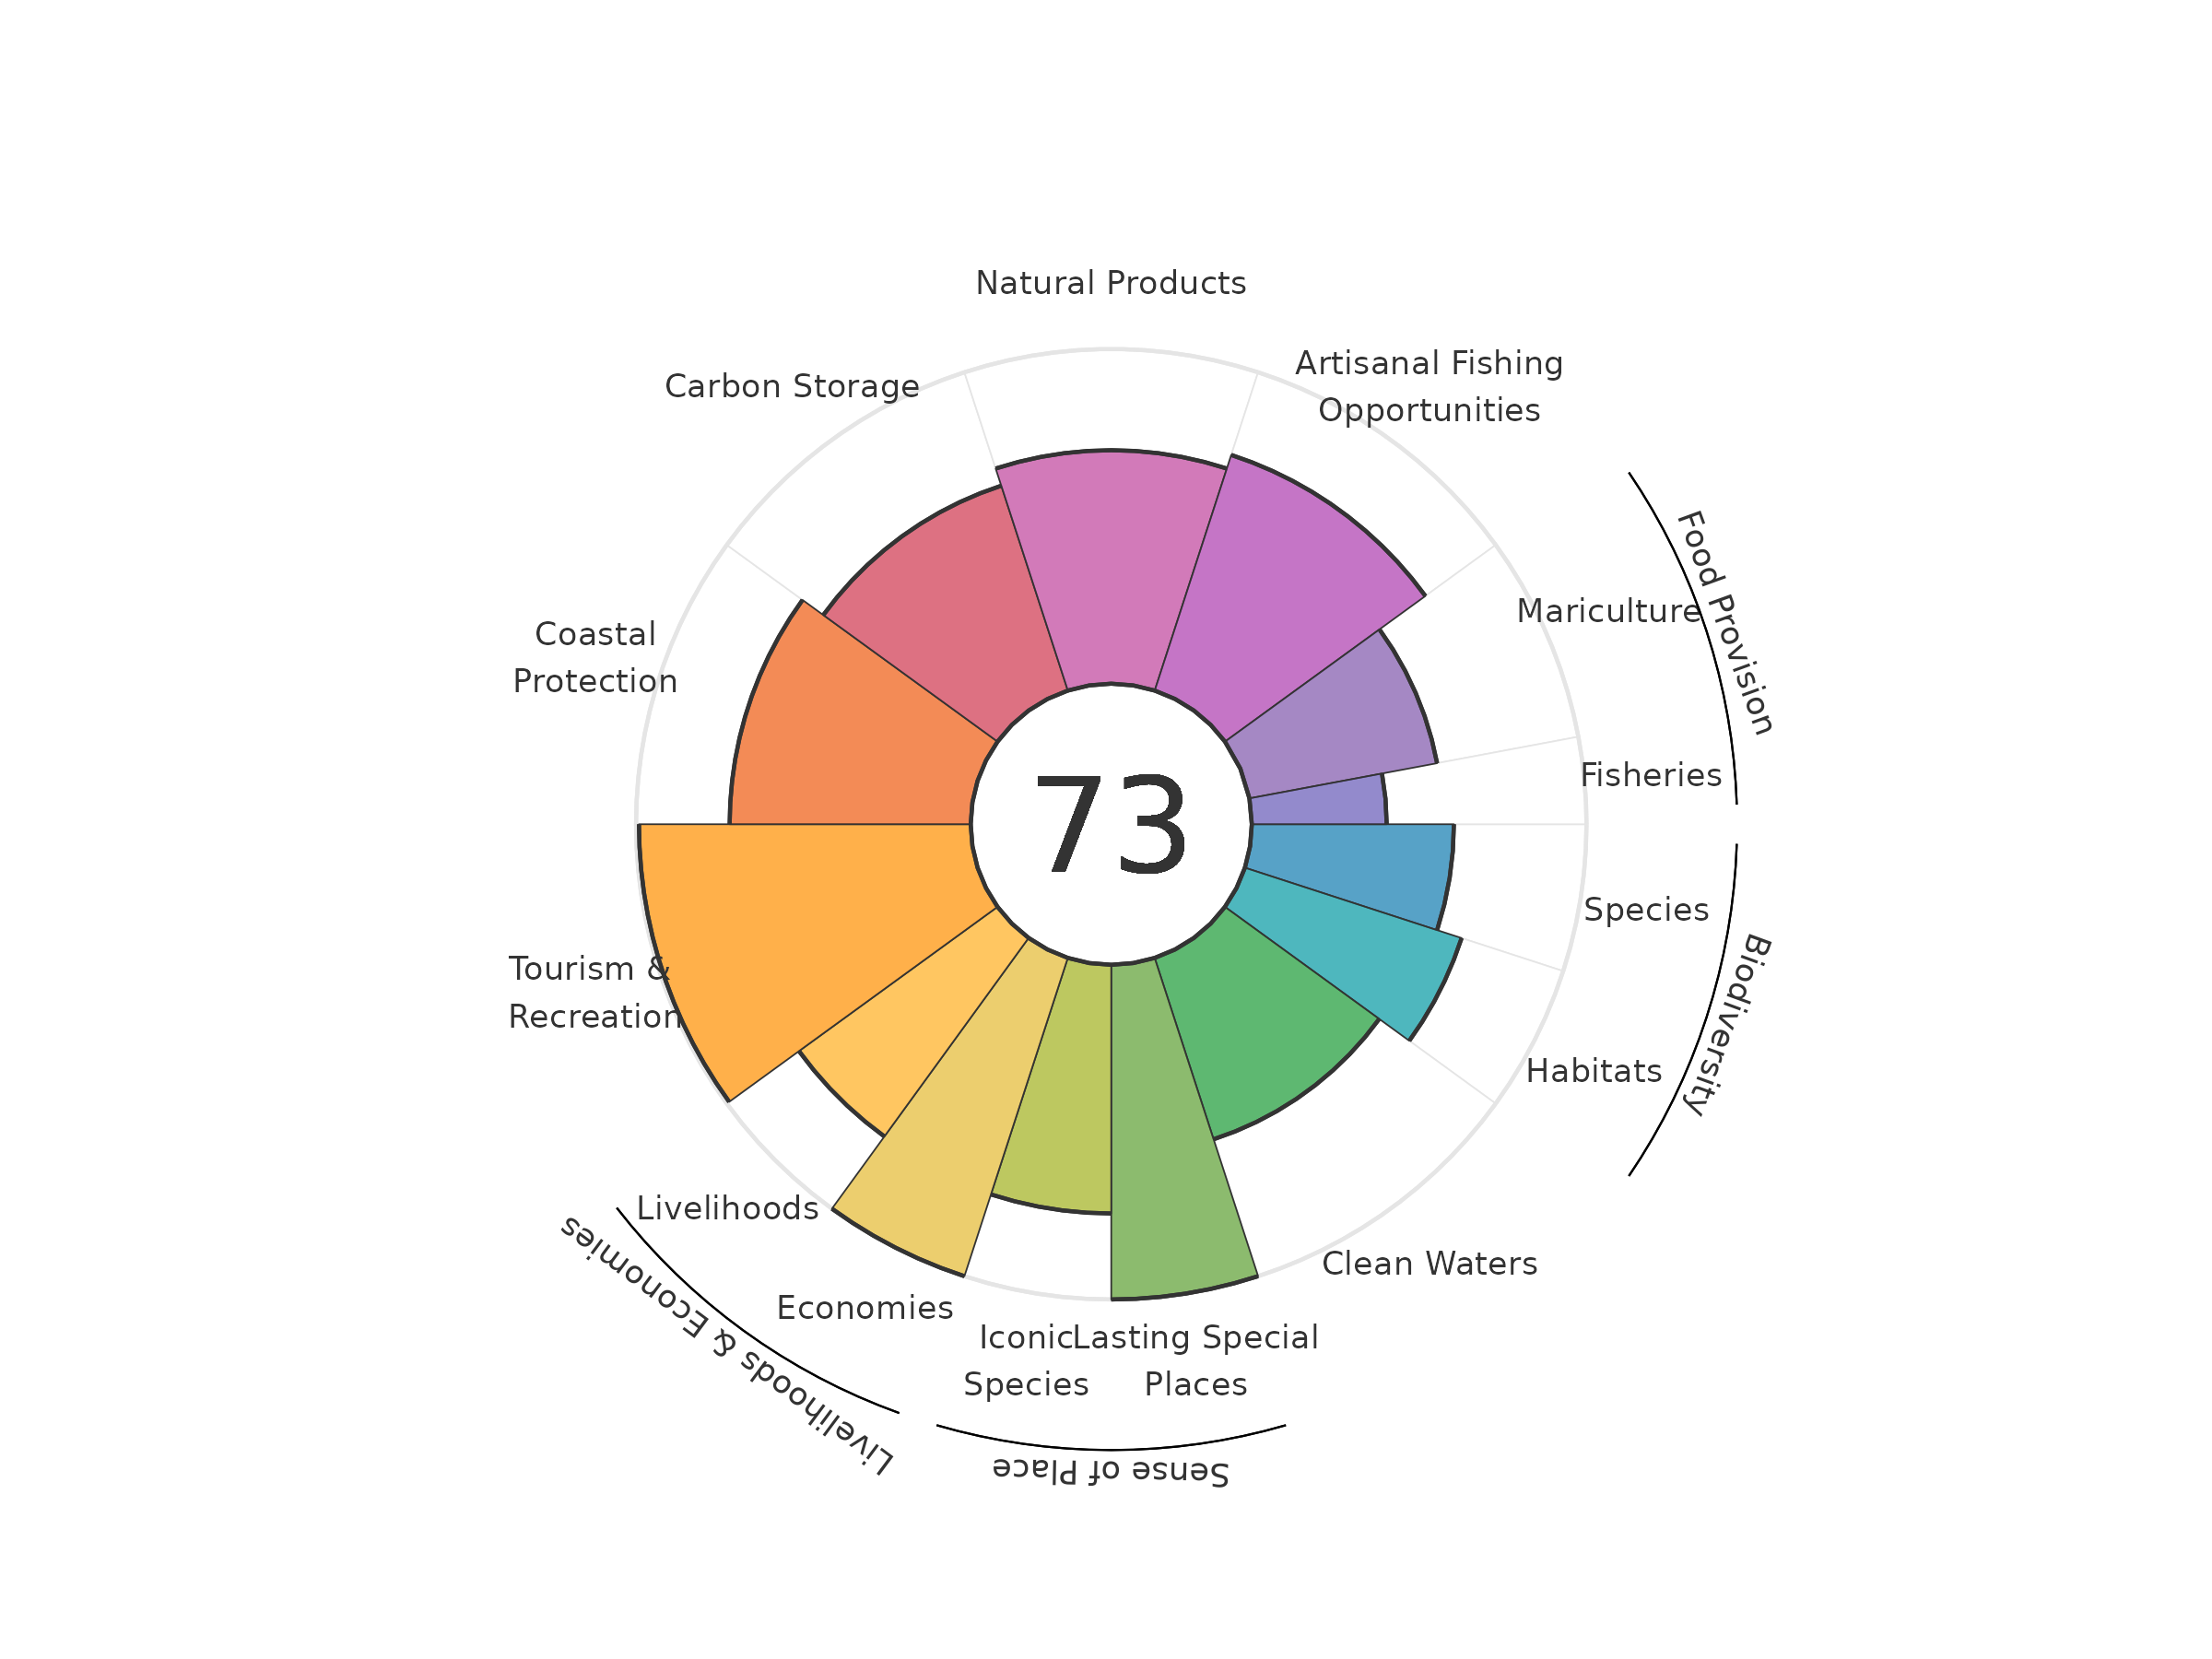 Natural Products
Artisanal Fishing
Opportunities
Carbon Storage
Food Provision
Mariculture
Coastal
Protection
Fisheries
73
Species
Biodiversity
Tourism &
Recreation
Habitats
Livelihoods
Clean Waters
Economies
Livelihoods & Economies
Iconic
Species
Lasting Special
Places
Sense of Place